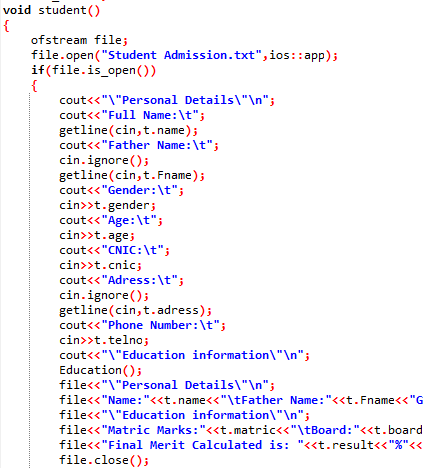 void student()
{
ofstream file;
file.open("Student Admission.txt",ios::app);
if(file.is_open())
{
cout<<"\"Personal Details\"\n";
cout<<"Full Name:\t";
getline(cin,t.name);
cout<<"Father Name:\t";
cin.ignore();
getline(cin,t.Fname);
cout<<"Gender:\t";
cin>>t.gender;
cout<<"Age:\t";
cin>>t.age;
cout<<"CNIC:\t";
cin>>t.cnic;
cout<<"Adress:\t";
cin.ignore();
getline(cin,t.adress);
cout<<"Phone Number:\t";
cin>>t.telno;
cout<<"\"Education information\"\n";
Education();
file<<"\"Personal Details\"\n";
file<<"Name:"<<t.name<<"\tFather Name:"<<t.Fname<<"G
file<<"\"Education information\"\n";
file<<"Matric Marks:"<<t.matric<<"\tBoard:"<<t.board
file<<"Final Merit Calculated is: "<<t.result<<"%"<<
file.close();